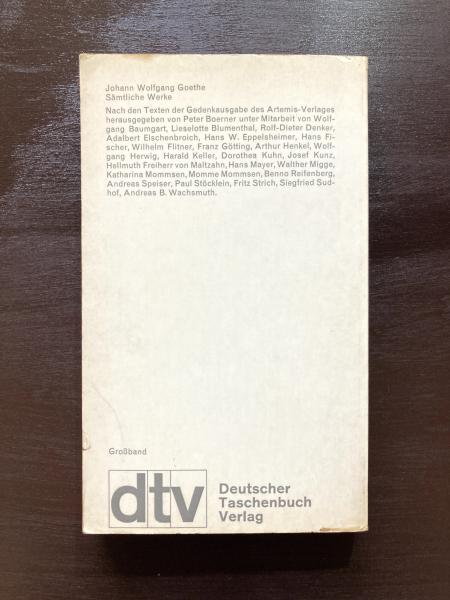 Johann Wolfgang Goethe
Sämtliche Werke
Nach den Texten der Gedenkausgabe des Artemis-Verlages
herausgegeben von Peter Boerner unter Mitarbeit von Wolf-
gang Baumgart, Lieselotte Blumenthal, Rolf-Dieter Denker,
Adalbert Elschenbroich, Hans W. Eppelsheimer, Hans Fi-
scher, Wilhelm Flitner, Franz Götting, Arthur Henkel, Wolf-
gang Herwig, Harald Keller, Dorothea Kuhn, Josef Kunz,
Hellmuth Freiherr von Maltzahn, Hans Mayer, Walther Migge,
Katharina Mommsen, Momme Mommsen, Benno Reifenberg,
Andreas Speiser, Paul Stöcklein, Fritz Strich, Siegfried Sud-
hof, Andreas B. Wachsmuth.
Großband
dtv
Deutscher
Taschenbuch
Verlag